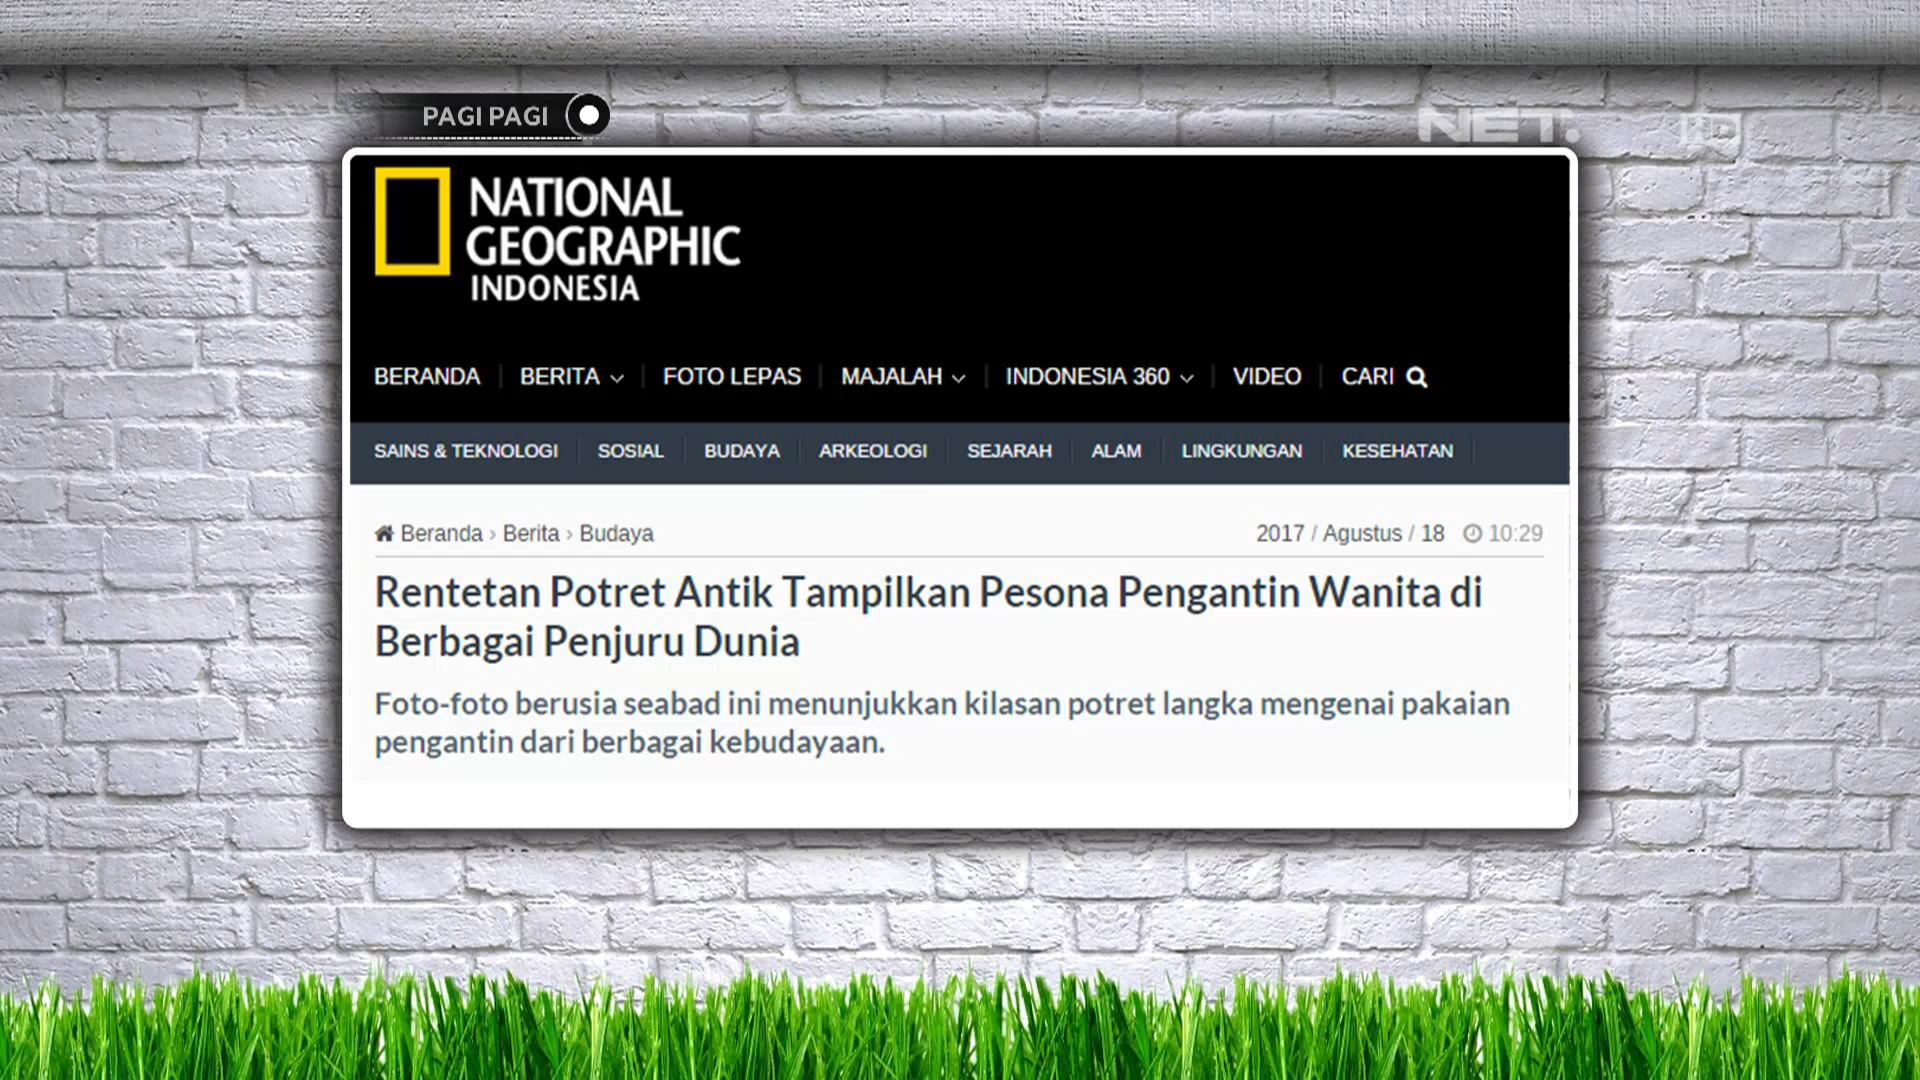 PAGI PAGI
NET.
HD
NATIONAL
GEOGRAPHIC
INDONESIA
BERANDA BERITA FOTO LEPAS MAJALAH INDONESIA 360 VIDEO CARI
SAINS & TEKNOLOGI SOSIAL BUDAYA ARKEOLOGI SEJARAH ALAM LINGKUNGAN KESEHATAN
Beranda › Berita › Budaya 2017 / Agustus / 18 10:29
Rentetan Potret Antik Tampilkan Pesona Pengantin Wanita di
Berbagai Penjuru Dunia
Foto-foto berusia seabad ini menunjukkan kilasan potret langka mengenai pakaian
pengantin dari berbagai kebudayaan.